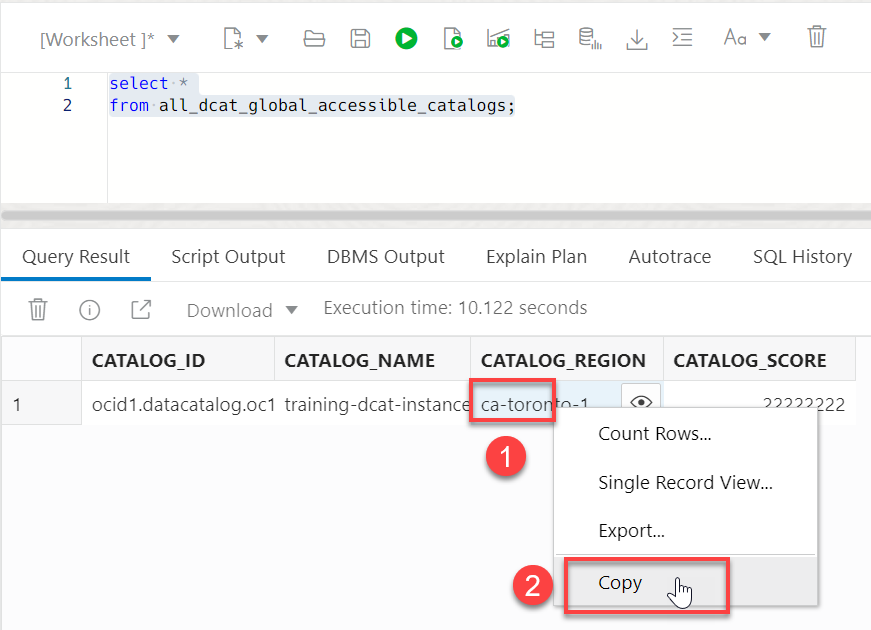 [Worksheet ]*
Aa
1 select *
2 from all_dcat_global_accessible_catalogs;
Query Result Script Output DBMS Output Explain Plan Autotrace SQL History
Download Execution time: 10.122 seconds
CATALOG_ID CATALOG_NAME CATALOG_REGION CATALOG_SCORE
1 ocid1.datacatalog.oc1 training-dcat-instance ca-toronto-1 22222222
1
Count Rows...
Single Record View...
Export...
2 Copy